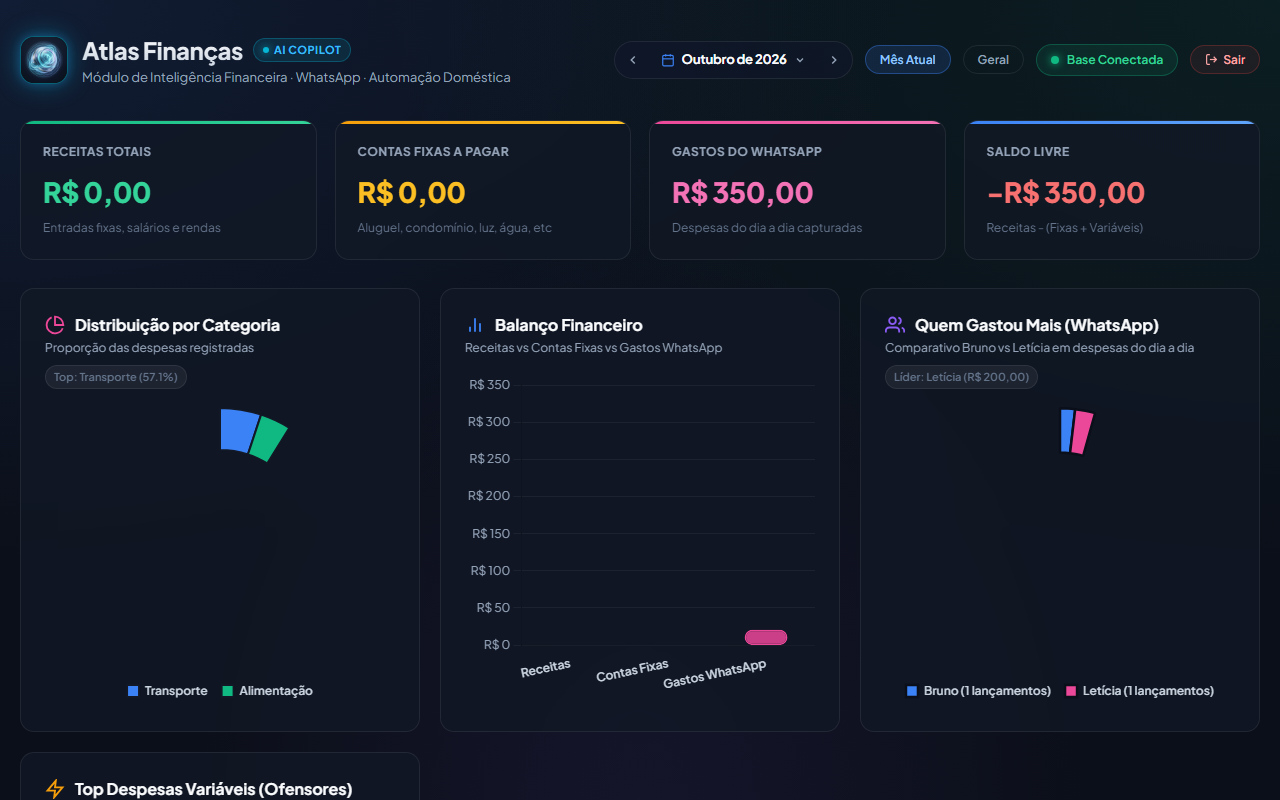 Atlas Finanças
AI COPILOT
Módulo de Inteligência Financeira · WhatsApp · Automação Doméstica
Outubro de 2026
Mês Atual
Geral
Base Conectada
Sair
RECEITAS TOTAIS
R$ 0,00
Entradas fixas, salários e rendas
CONTAS FIXAS A PAGAR
R$ 0,00
Aluguel, condomínio, luz, água, etc
GASTOS DO WHATSAPP
R$ 350,00
Despesas do dia a dia capturadas
SALDO LIVRE
-R$ 350,00
Receitas - (Fixas + Variáveis)
Distribuição por Categoria
Proporção das despesas registradas
Top: Transporte (57.1%)
Transporte
Alimentação
Balanço Financeiro
Receitas vs Contas Fixas vs Gastos WhatsApp
R$ 350
R$ 300
R$ 250
R$ 200
R$ 150
R$ 100
R$ 50
R$ 0
Receitas
Contas Fixas
Gastos WhatsApp
Quem Gastou Mais (WhatsApp)
Comparativo Bruno vs Letícia em despesas do dia a dia
Líder: Letícia (R$ 200,00)
Bruno (1 lançamentos)
Letícia (1 lançamentos)
Top Despesas Variáveis (Ofensores)